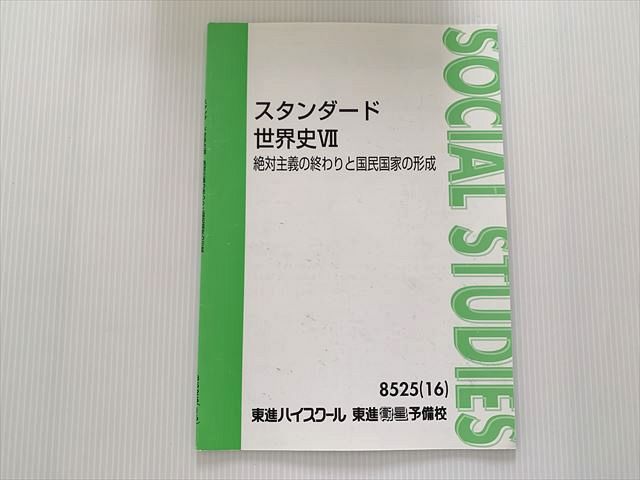 スタンダード
世界史Ⅶ
絶対主義の終わりと国民国家の形成
SOCIAL STUDIES
8525(16)
東進ハイスクール 東進衛星予備校